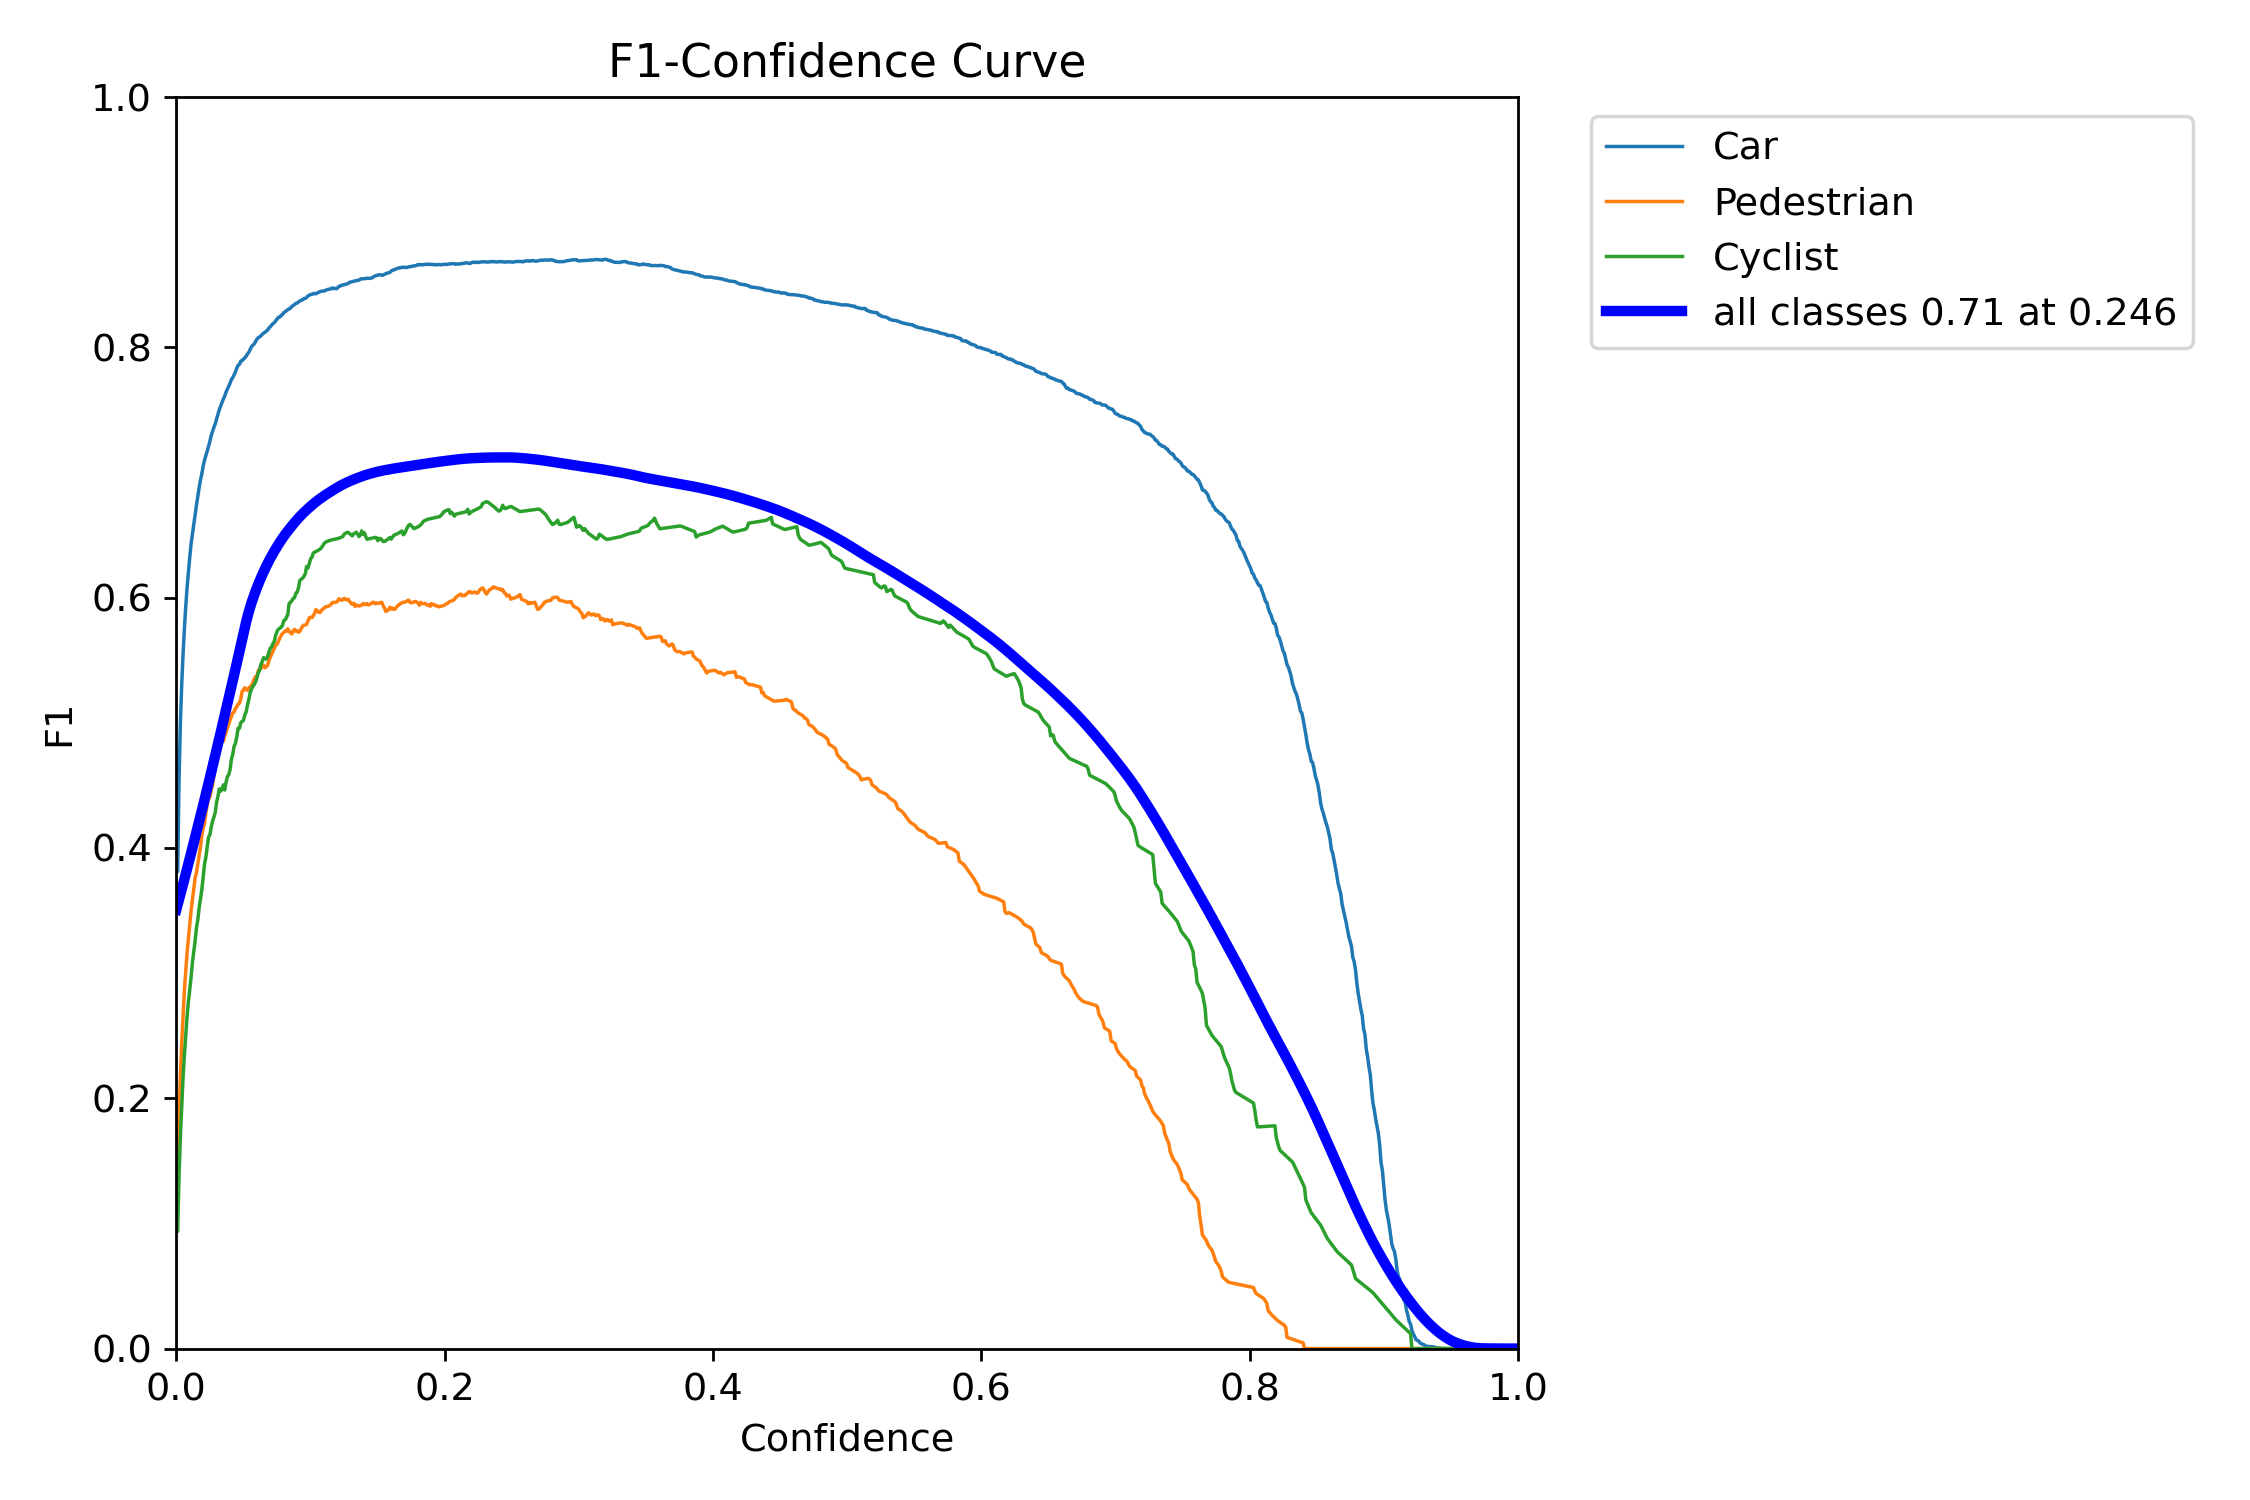 F1-Confidence Curve
1.0
0.8
0.6
0.4
0.2
0.0
F1
0.0 0.2 0.4 0.6 0.8 1.0
Confidence
Car
Pedestrian
Cyclist
all classes 0.71 at 0.246